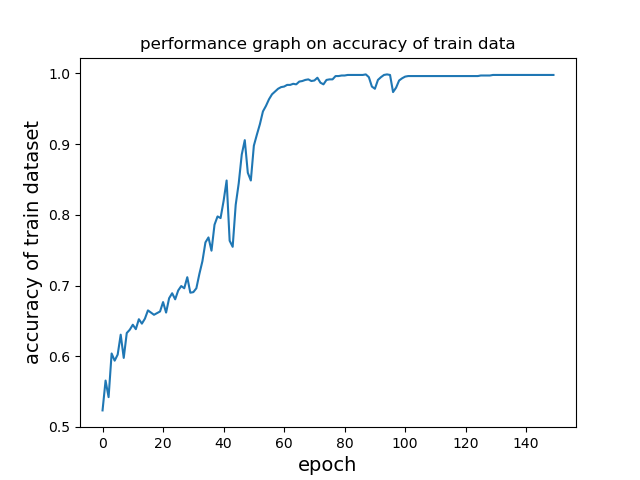 performance graph on accuracy of train data
1.0
0.9
0.8
0.7
0.6
0.5
accuracy of train dataset
0 20 40 60 80 100 120 140
epoch